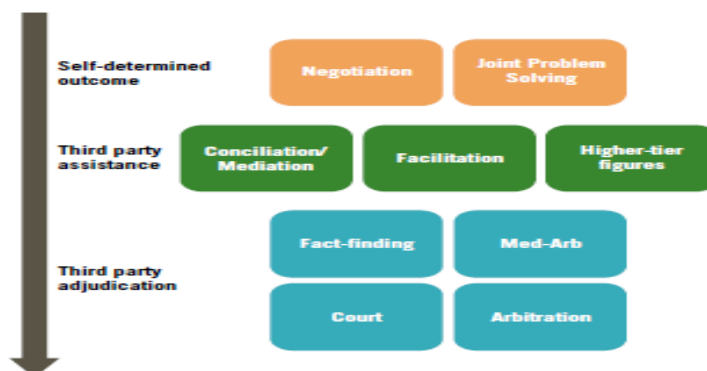 Self-determined
outcome
Negotiation
Joint Problem
Solving
Third party
assistance
Conciliation/
Mediation
Facilitation
Higher-tier
figures
Third party
adjudication
Fact-finding
Med-Arb
Court
Arbitration